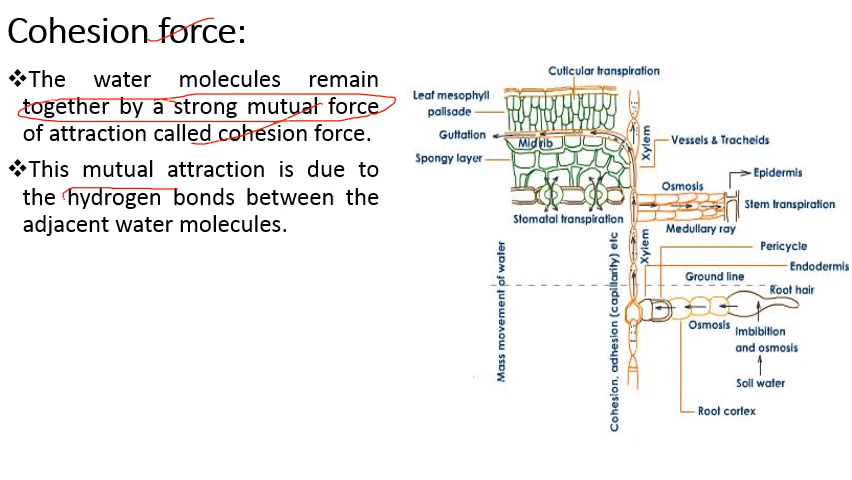 Cohesion force:
❖The water molecules remain
together by a strong mutual force
of attraction called cohesion force.
❖This mutual attraction is due to
the hydrogen bonds between the
adjacent water molecules.
Cuticular transpiration
Leaf mesophyll
palisade
Guttation
Midrib
Spongy layer
Stomatal transpiration
Xylem
Vessels & Tracheids
Epidermis
Osmosis
Stem transpiration
Medullary ray
Xylem
Pericycle
Endodermis
Ground line
Root hair
Osmosis
Imbibition
and osmosis
Soil water
Root cortex
Mass movement of water
Cohesion, adhesion (capillarity) etc